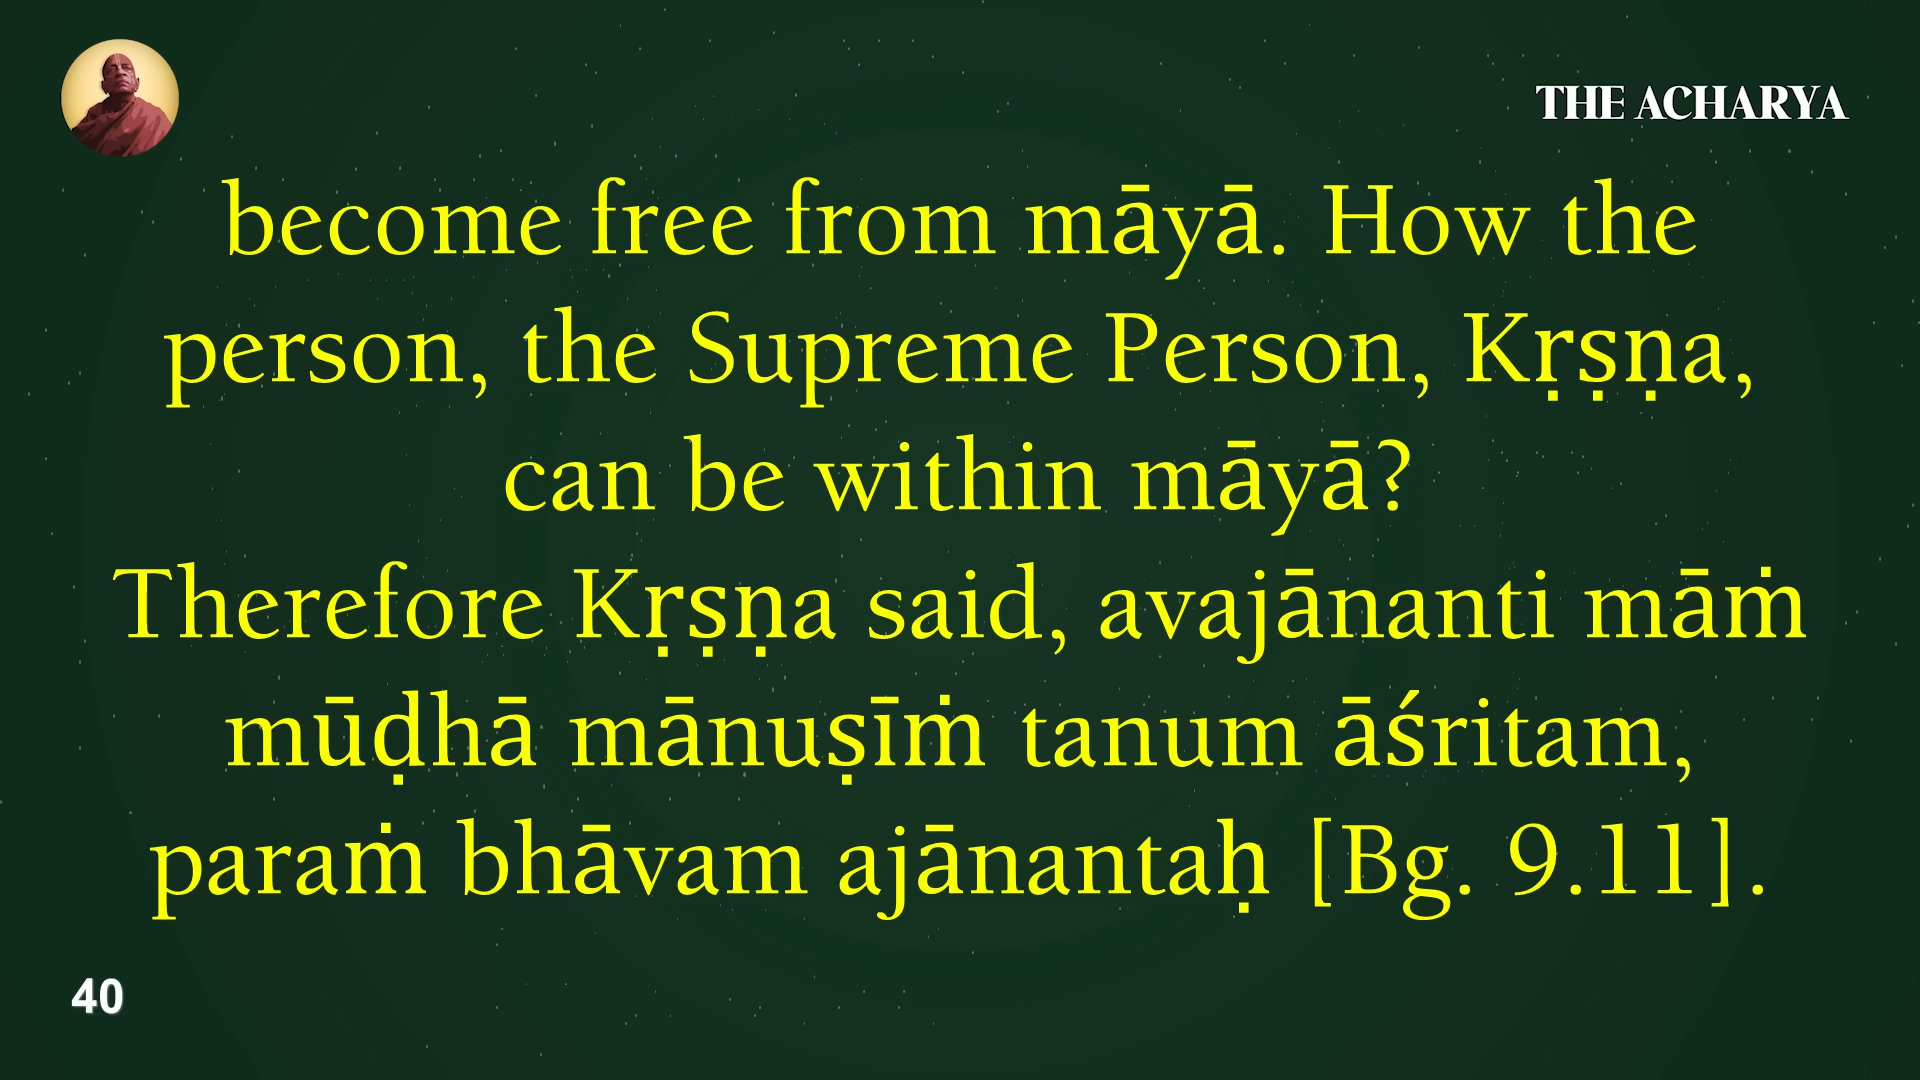 THE ACHARYA
become free from māyā. How the
person, the Supreme Person, Kṛṣṇa,
can be within māyā?
Therefore Kṛṣṇa said, avajānanti māṁ
mūḍhā mānuṣīṁ tanum āśritam,
paraṁ bhāvam ajānantaḥ [Bg. 9.11].
40